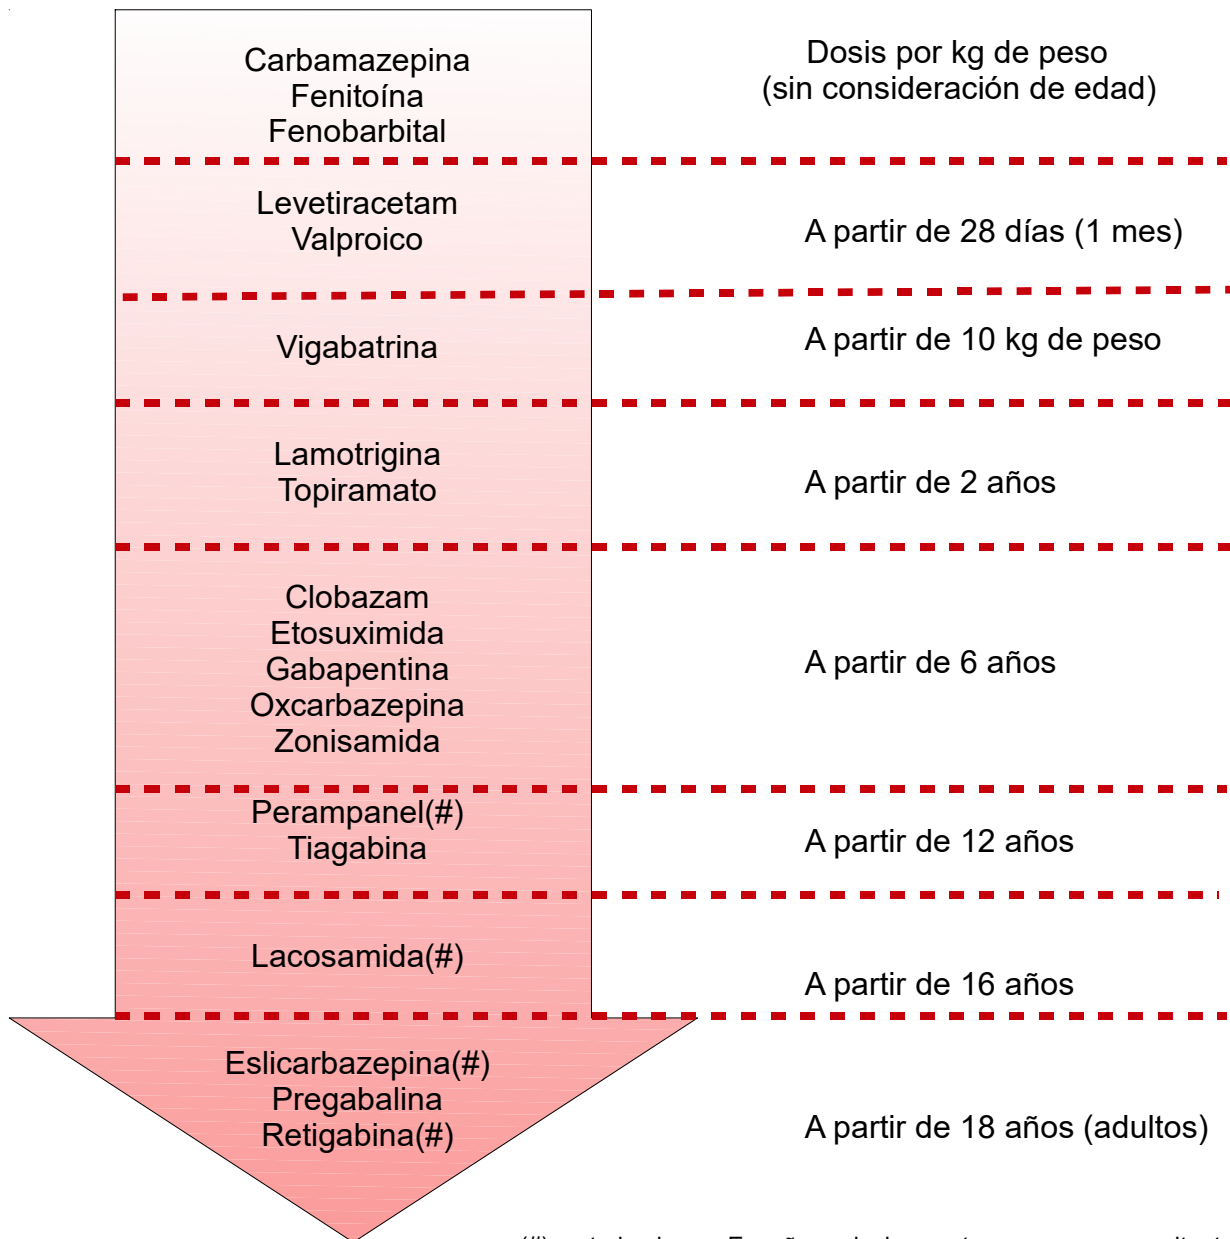 Carbamazepina
Fenitoína
Fenobarbital
Dosis por kg de peso
(sin consideración de edad)
Levetiracetam
Valproico
A partir de 28 días (1 mes)
Vigabatrina
A partir de 10 kg de peso
Lamotrigina
Topiramato
A partir de 2 años
Clobazam
Etosuximida
Gabapentina
Oxcarbazepina
Zonisamida
A partir de 6 años
Perampanel(#)
Tiagabina
A partir de 12 años
Lacosamida(#)
A partir de 16 años
Eslicarbazepina(#)
Pregabalina
Retigabina(#)
A partir de 18 años (adultos)